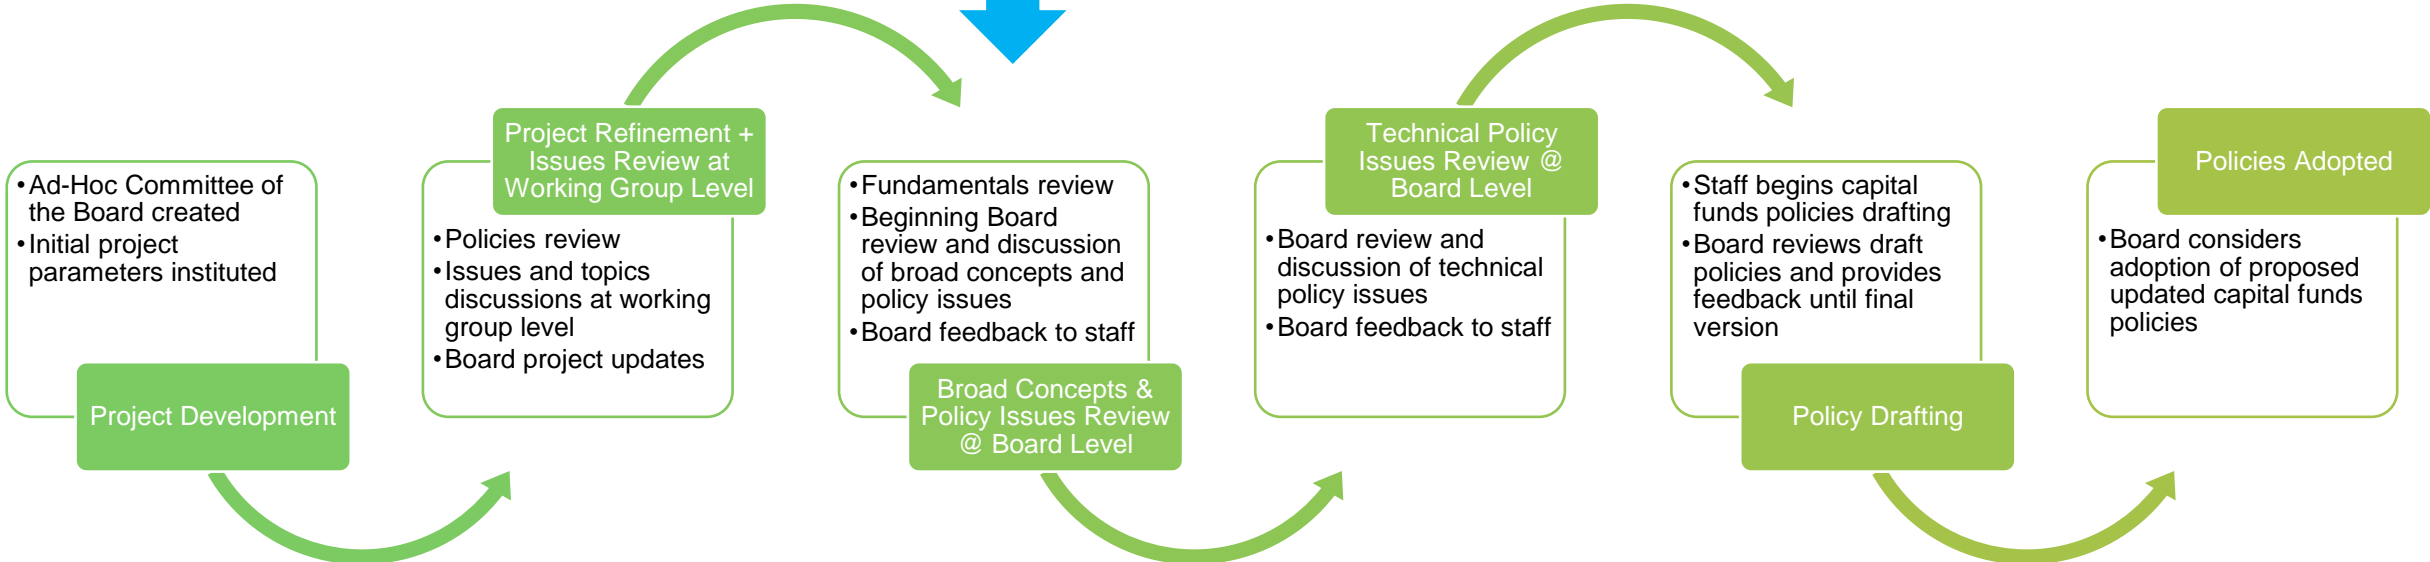 •Ad-Hoc Committee of
the Board created
•Initial project
parameters instituted
Project Development
Project Refinement +
Issues Review at
Working Group Level
•Policies review
•Issues and topics
discussions at working
group level
•Board project updates
•Fundamentals review
•Beginning Board
review and discussion
of broad concepts and
policy issues
•Board feedback to staff
Broad Concepts &
Policy Issues Review
@ Board Level
Technical Policy
Issues Review @
Board Level
•Board review and
discussion of technical
policy issues
•Board feedback to staff
•Staff begins capital
funds policies drafting
•Board reviews draft
policies and provides
feedback until final
version
Policy Drafting
Policies Adopted
•Board considers
adoption of proposed
updated capital funds
policies